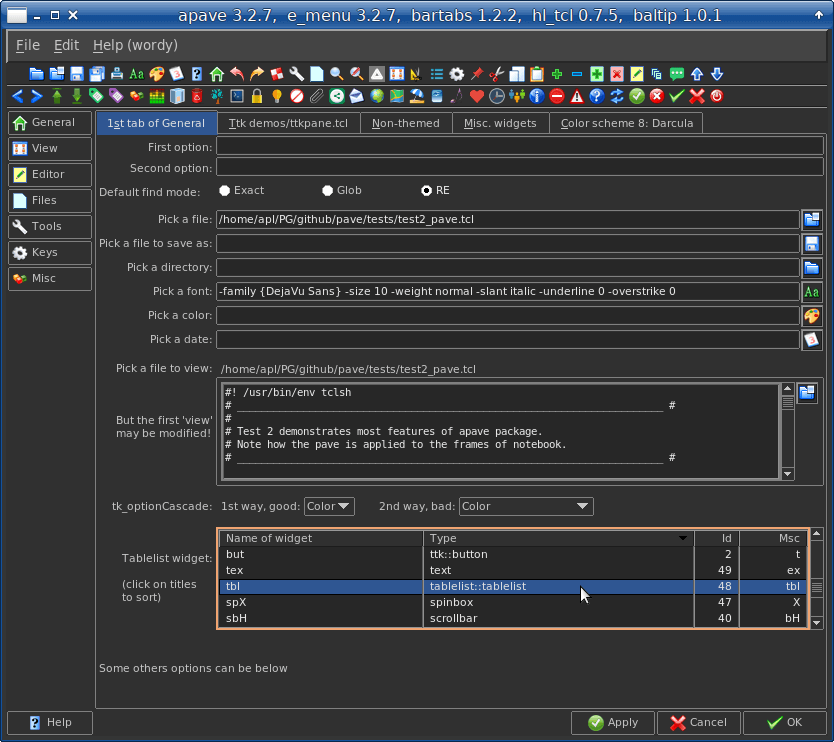 apave 3.2.7, e_menu 3.2.7, bartabs 1.2.2, hl_tcl 0.7.5, baltip 1.0.1
File Edit Help (wordy)
General
View
Editor
Files
Tools
Keys
Misc
1st tab of General Ttk demos/ttkpane.tcl Non-themed Misc. widgets Color scheme 8: Darcula
First option:
Second option:
Default find mode: Exact Glob RE
Pick a file: /home/apl/PG/github/pave/tests/test2_pave.tcl
Pick a file to save as:
Pick a directory:
Pick a font: -family {DejaVu Sans} -size 10 -weight normal -slant italic -underline 0 -overstrike 0
Pick a color:
Pick a date:
Pick a file to view: /home/apl/PG/github/pave/tests/test2_pave.tcl
But the first 'view'
may be modified!
#! /usr/bin/env tclsh
# _______________________________________________________________________ #
#
# Test 2 demonstrates most features of apave package.
# Note how the pave is applied to the frames of notebook.
# _______________________________________________________________________ #
tk_optionCascade: 1st way, good: Color 2nd way, bad: Color
Tablelist widget:
(click on titles
to sort)
Name of widget Type Id Msc
but ttk::button 2 t
tex text 49 ex
tbl tablelist::tablelist 48 tbl
spX spinbox 47 X
sbH scrollbar 40 bH
Some others options can be below
Help Apply Cancel OK